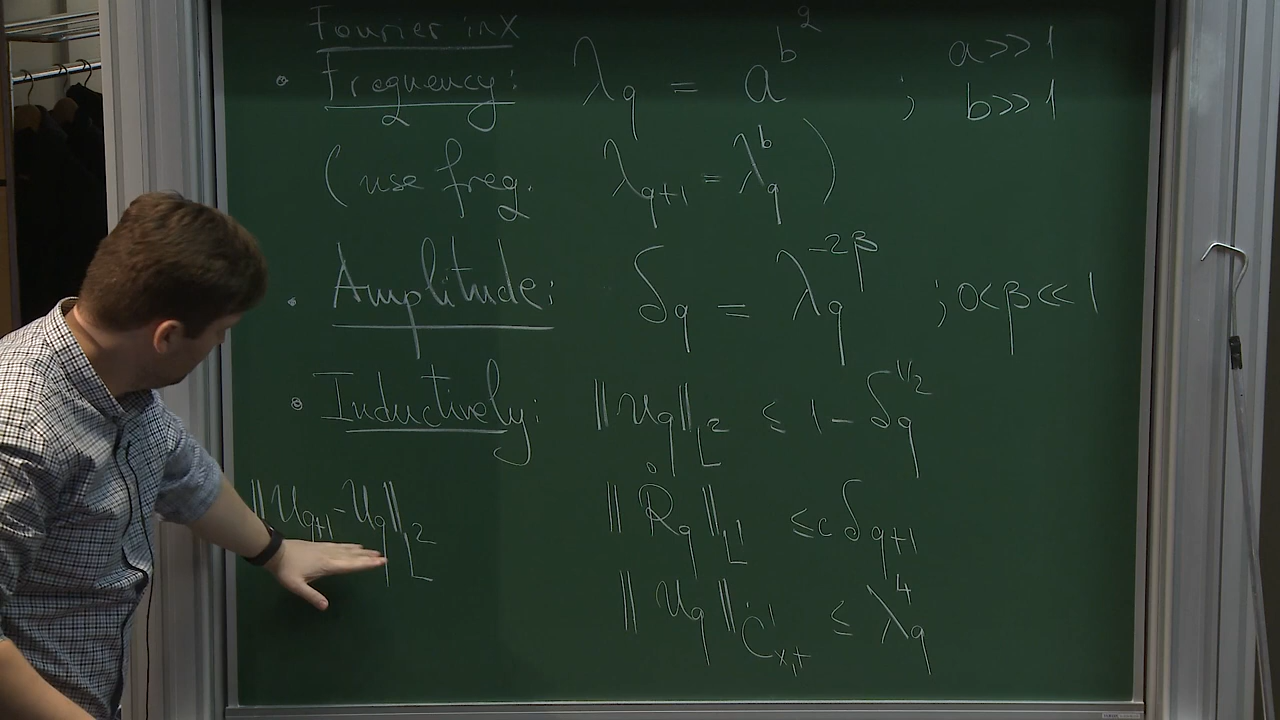 Fourier in x
• Frequency: λ_q = a^{b^q} ; a>>1 b>>1
(use freq. λ_{q+1} = λ_q^b)
• Amplitude: δ_q = λ_q^{-2β} ; 0<β<<1
• Inductively: ‖u_q‖_{L^2} ≤ 1 - δ_q^{1/2}
‖R̊_q‖_{L^1} ≤ c δ_{q+1}
‖u_{q+1} - u_q‖_{L^2}
‖u_q‖_{C^1_{x,t}} ≤ λ_q^4